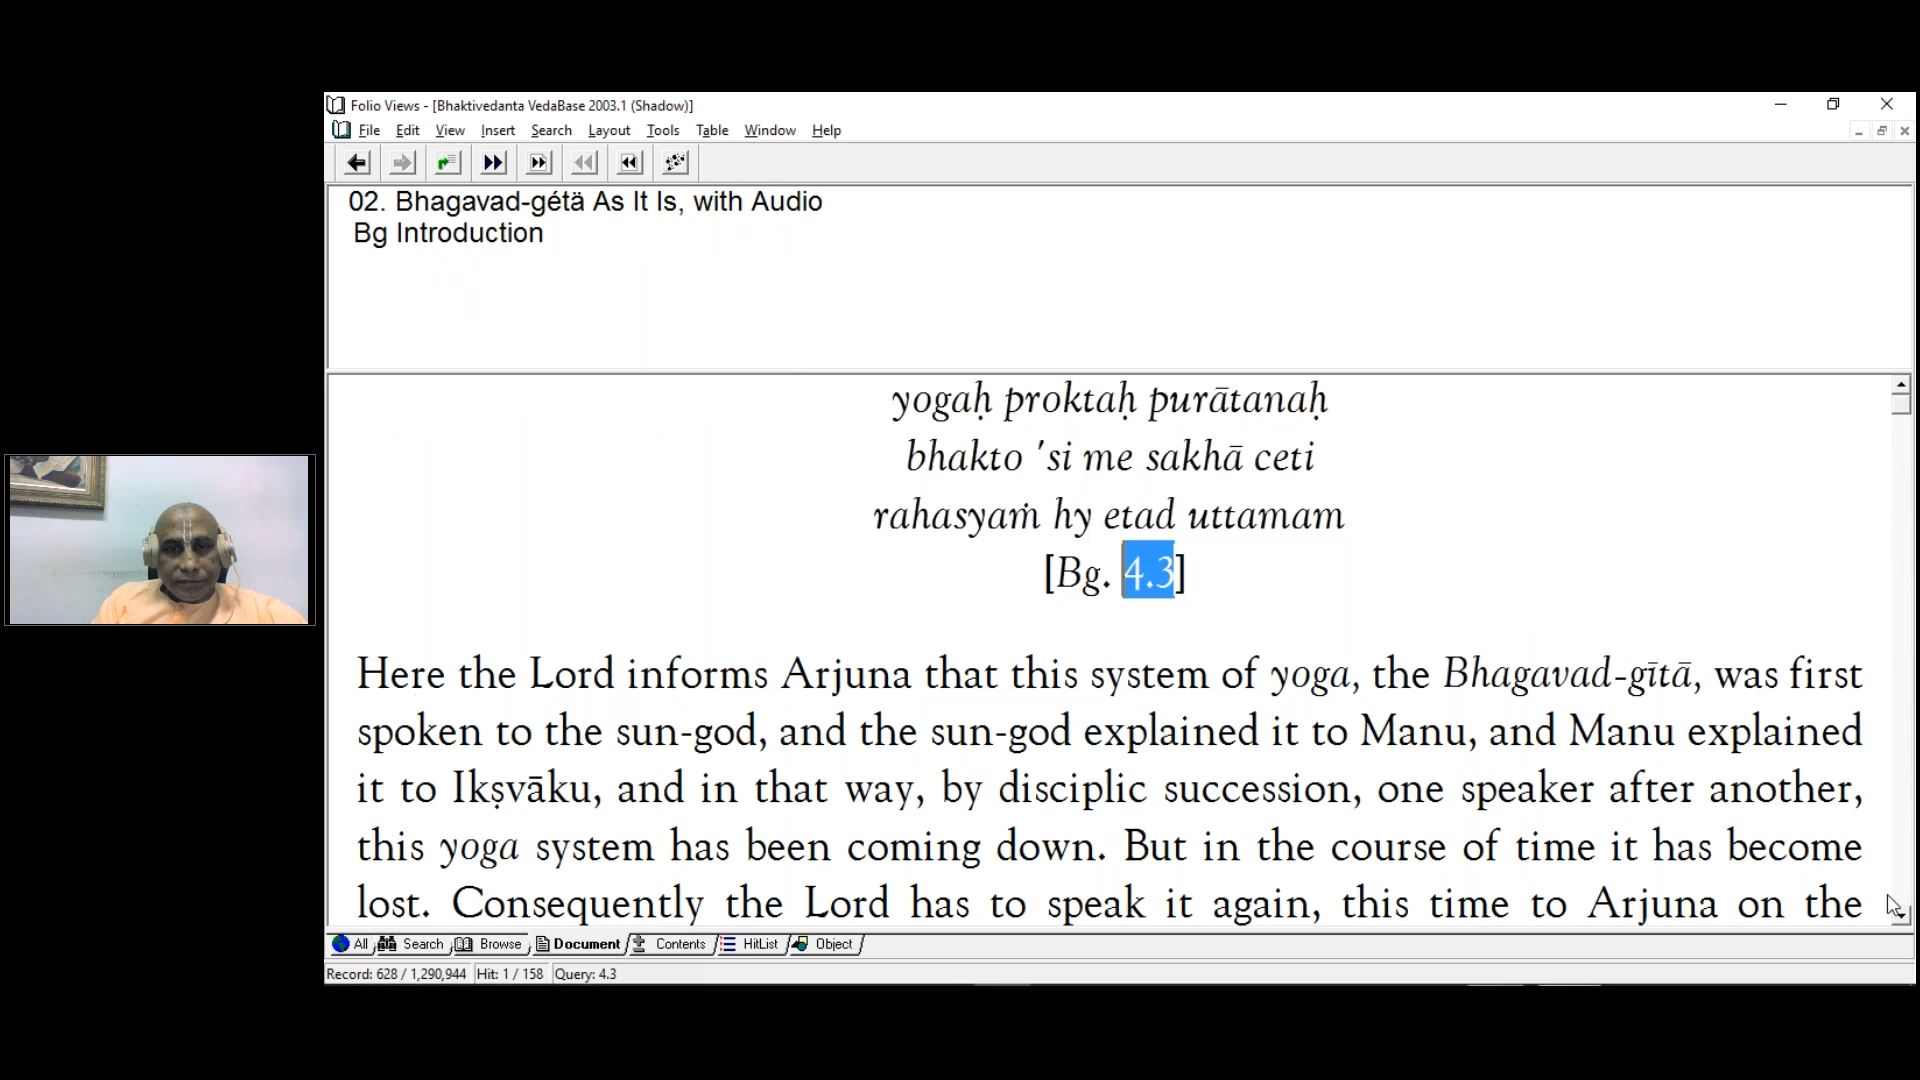 Folio Views - [Bhaktivedanta VedaBase 2003.1 (Shadow)]
File Edit View Insert Search Layout Tools Table Window Help
02. Bhagavad-gétä As It Is, with Audio
Bg Introduction
yogaḥ proktaḥ purātanaḥ
bhakto 'si me sakhā ceti
rahasyaṁ hy etad uttamam
[Bg. 4.3]
Here the Lord informs Arjuna that this system of yoga, the Bhagavad-gītā, was first
spoken to the sun-god, and the sun-god explained it to Manu, and Manu explained
it to Ikṣvāku, and in that way, by disciplic succession, one speaker after another,
this yoga system has been coming down. But in the course of time it has become
lost. Consequently the Lord has to speak it again, this time to Arjuna on the
All Search Browse Document Contents HitList Object
Record: 628 / 1,290,944 Hit: 1 / 158 Query: 4.3